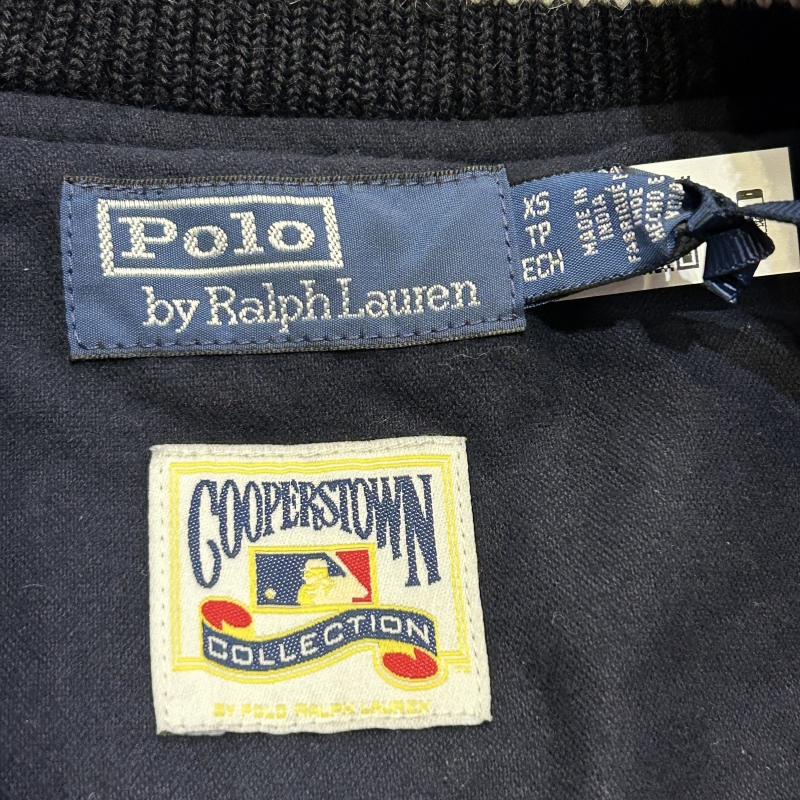 Polo
by Ralph Lauren
XS
TP
ECH
MADE IN
INDIA
COOPERSTOWN
COLLECTION
BY POLO RALPH LAUREN